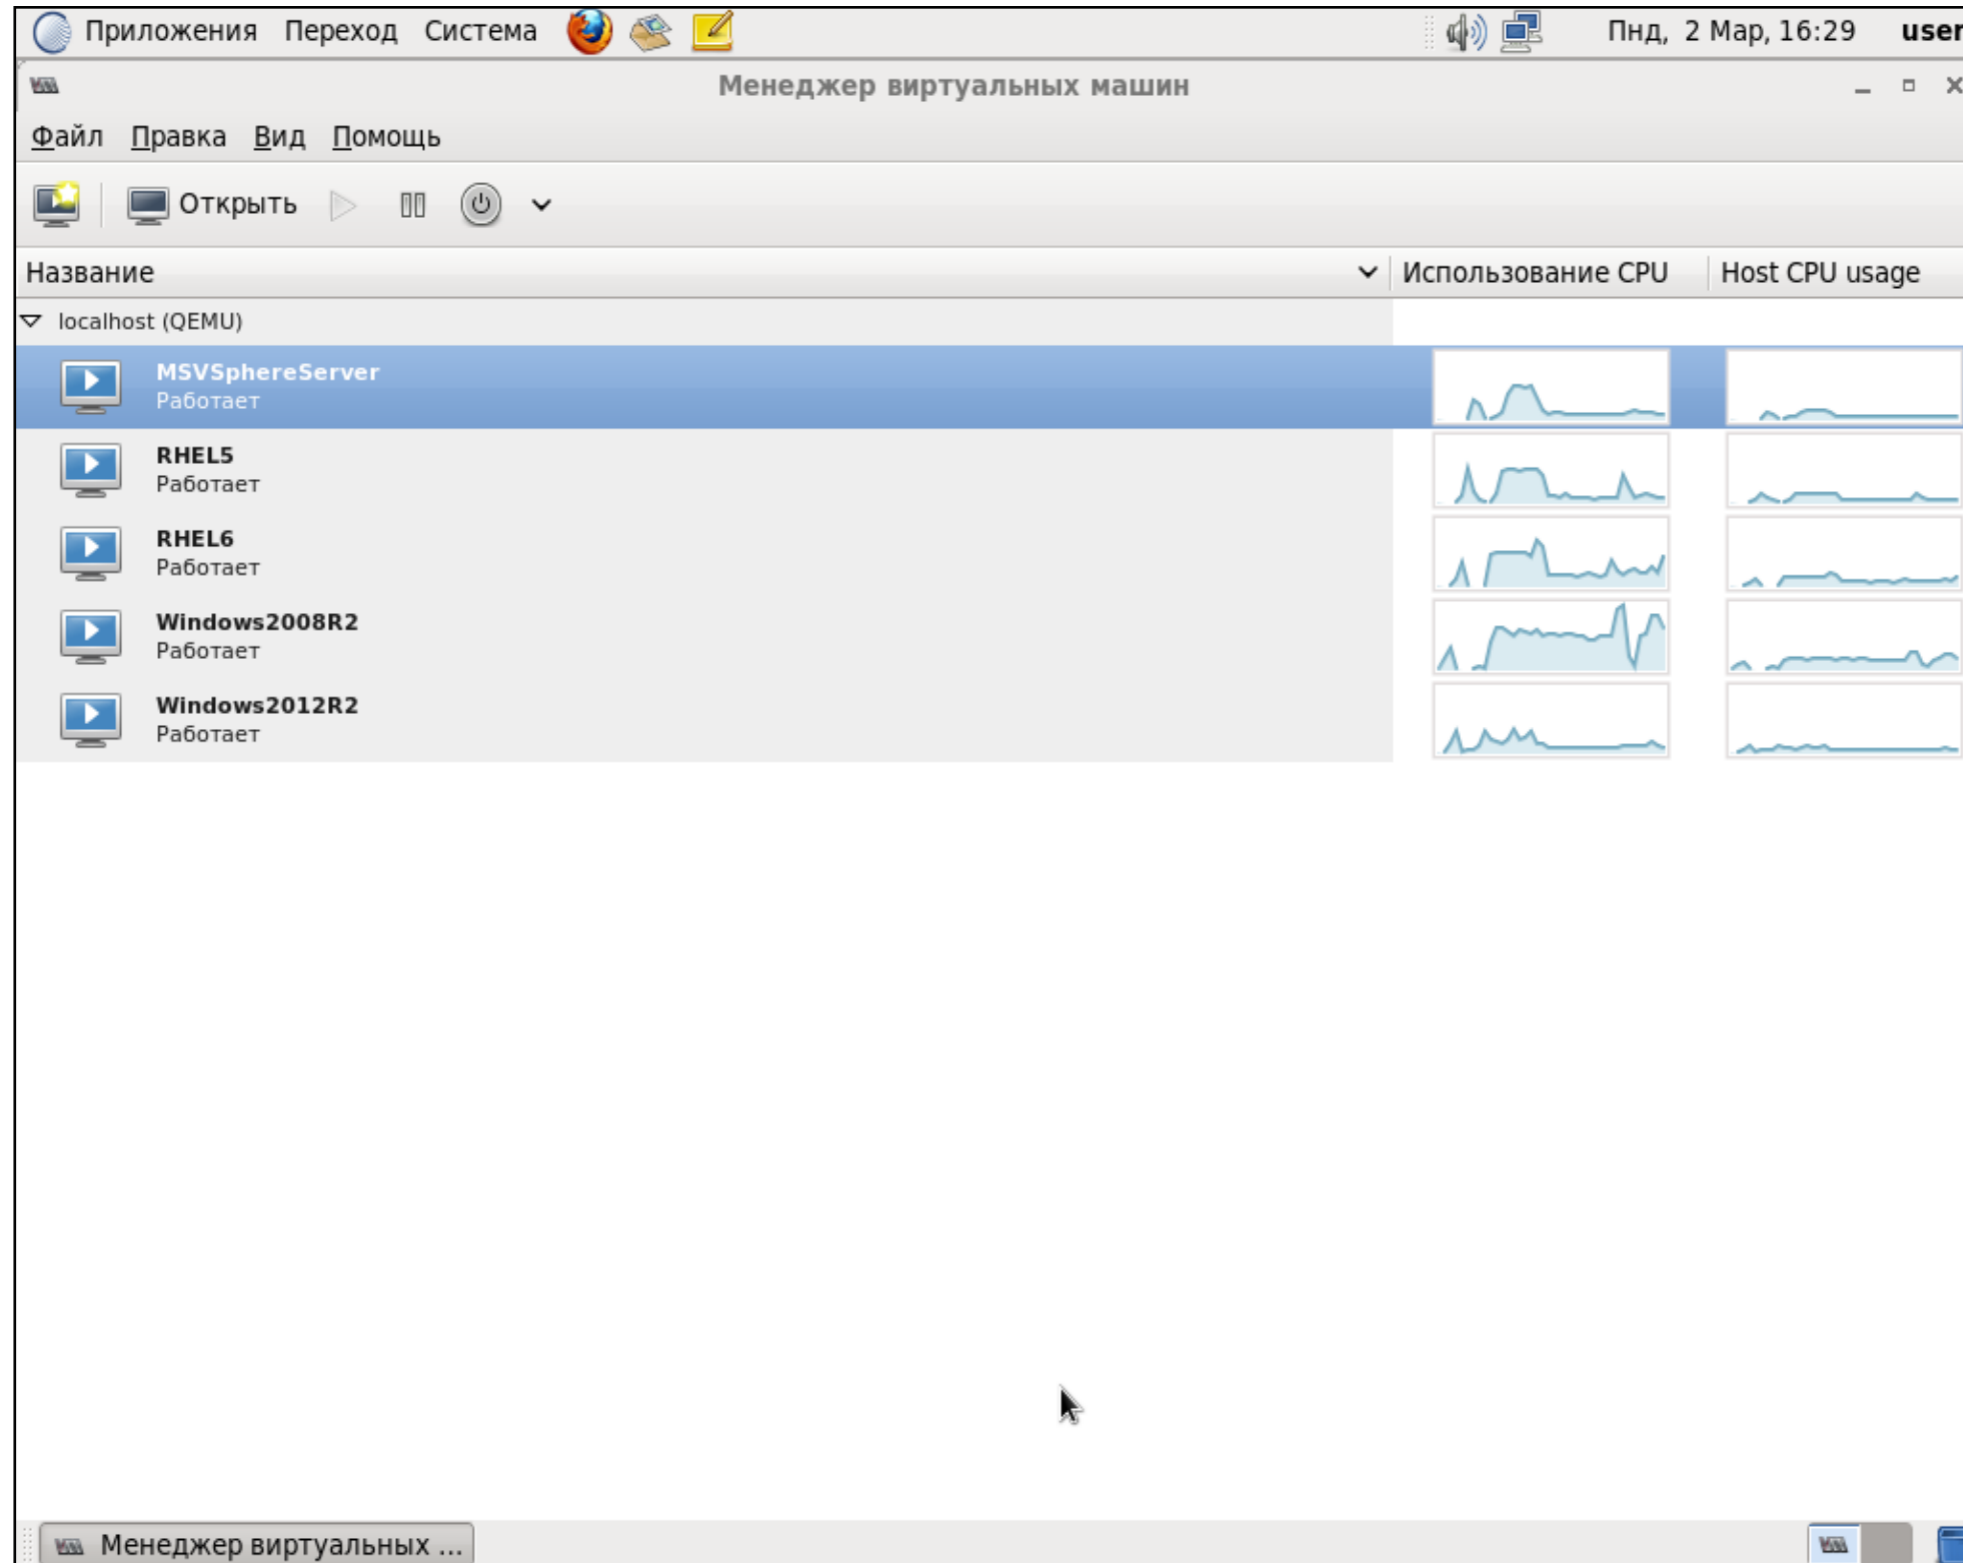 Приложения Переход Система Пнд, 2 Мар, 16:29 user
Менеджер виртуальных машин
Файл Правка Вид Помощь
Открыть
Название Использование CPU Host CPU usage
localhost (QEMU)
MSVSphereServer
Работает
RHEL5
Работает
RHEL6
Работает
Windows2008R2
Работает
Windows2012R2
Работает
Менеджер виртуальных ...